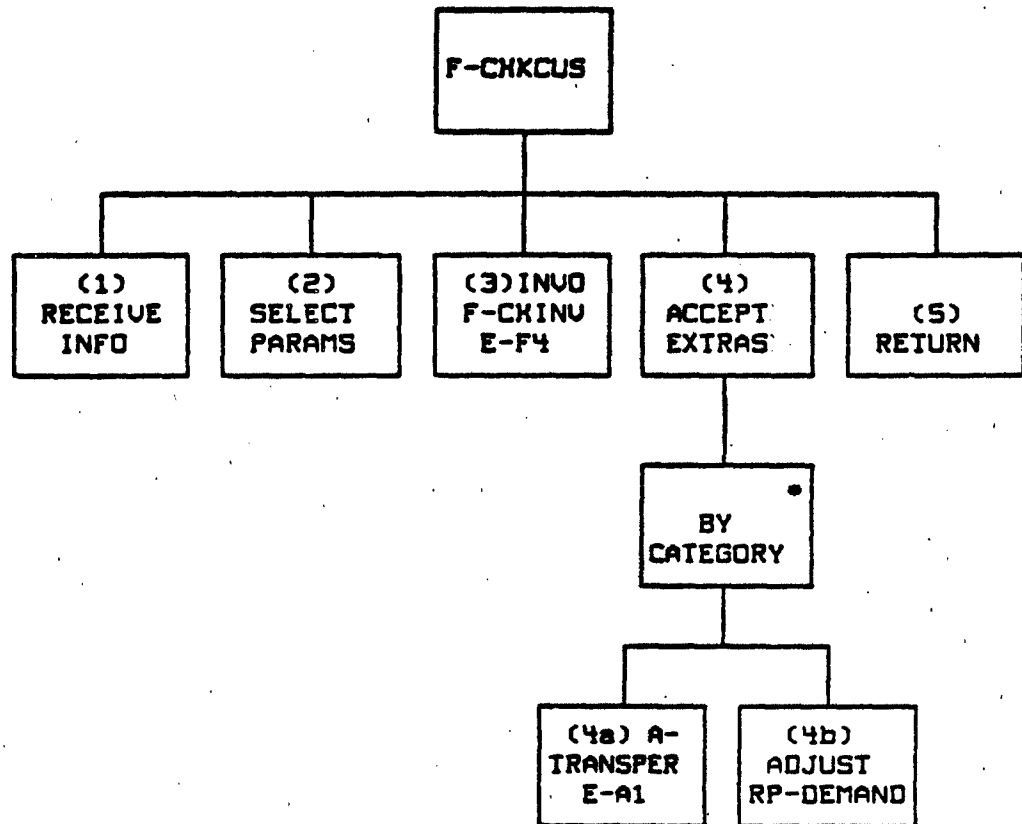 F-CHKCUS
(1)
RECEIVE
INFO
(2)
SELECT
PARAMS
(3)INVO
F-CHINV
E-F4
(4)
ACCEPT
EXTRAS
(5)
RETURN
*
BY
CATEGORY
(4a) A-
TRANSPER
E-A1
(4b)
ADJUST
RP-DEMAND